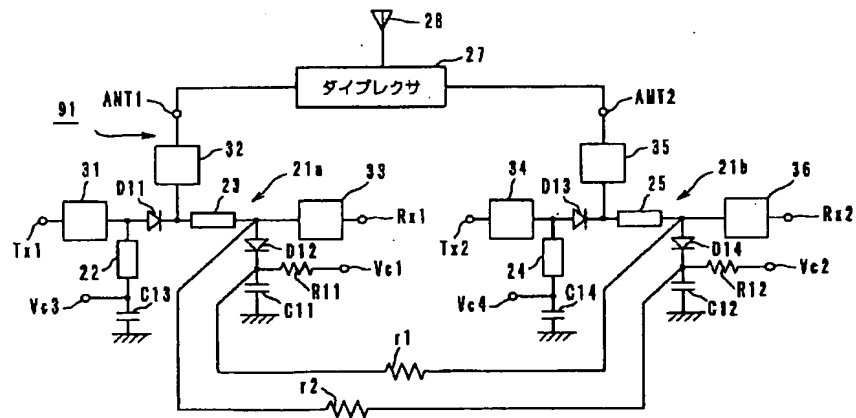 28
27
ダイプレクサ
ANT1
ANT2
91
32
35
31
D11
23
21a
33
34
D13
25
21b
36
Tx1
Rx1
Tx2
Rx2
22
D12
24
D14
Vc3
C13
R11
Vc1
Vc4
C14
R12
Vc2
C11
C12
r1
r2